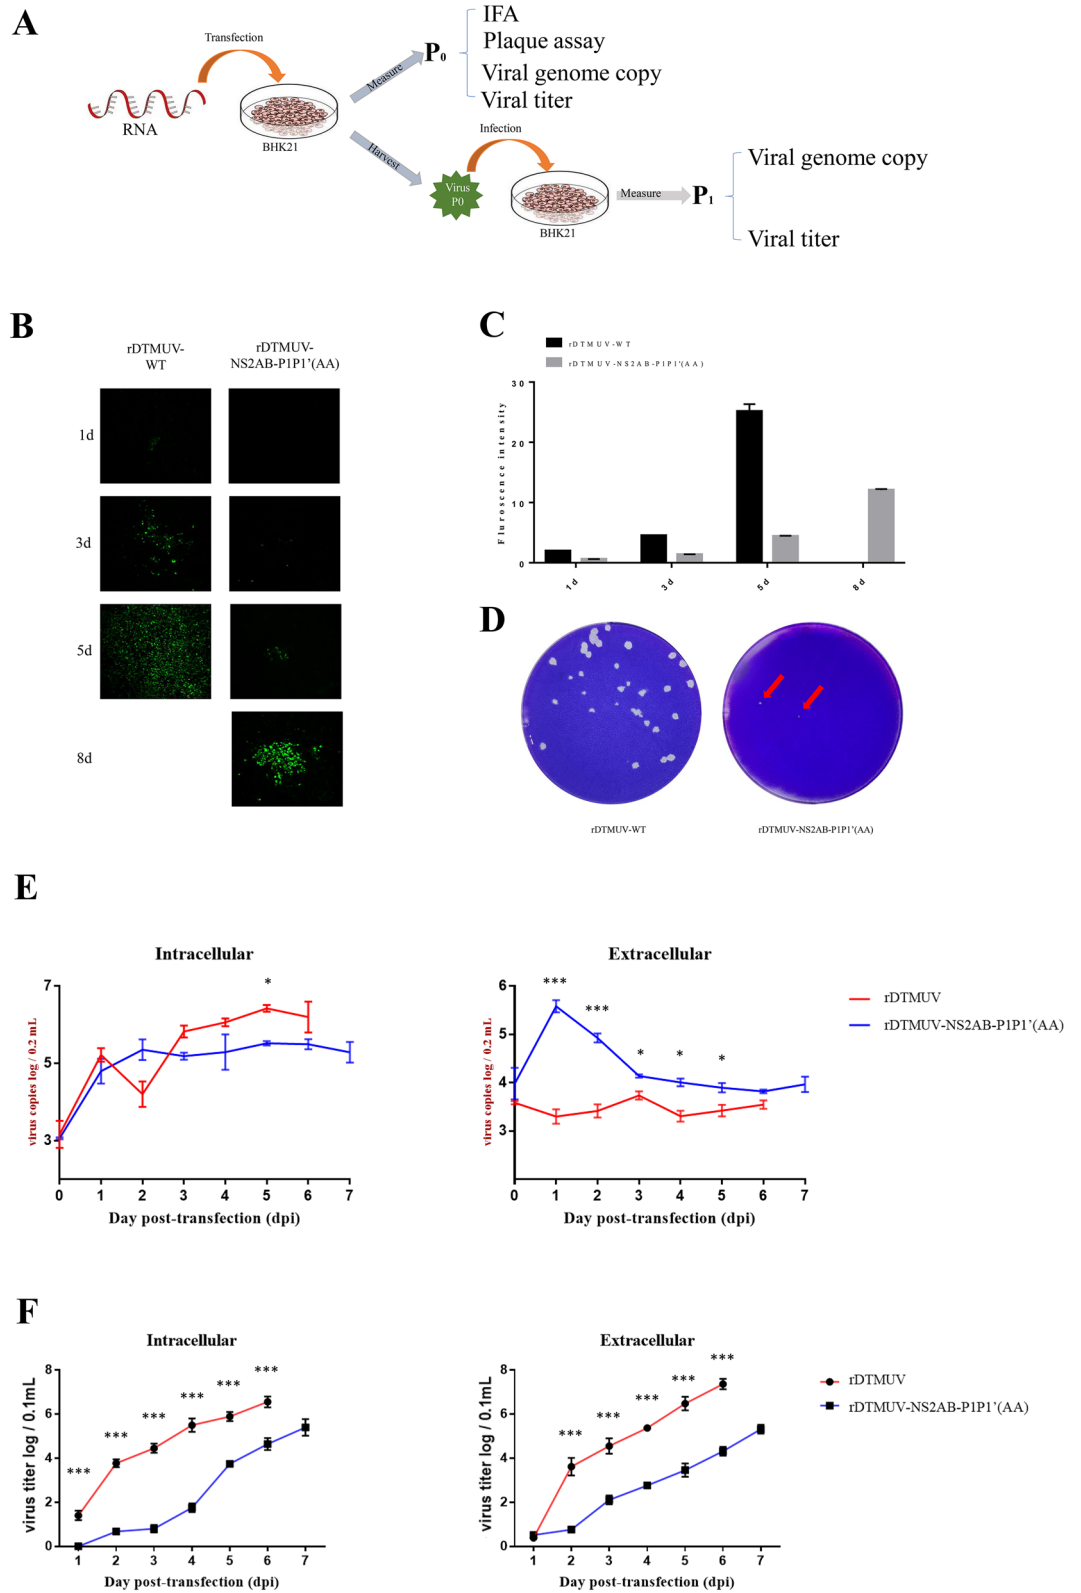 A
Transfection
RNA
BHK21
Measure
P0
IFA
Plaque assay
Viral genome copy
Viral titer
Harvest
Virus
P0
Infection
BHK21
Measure
P1
Viral genome copy
Viral titer
B
rDTMUV-
WT
rDTMUV-
NS2AB-P1P1'(AA)
1d
3d
5d
8d
C
rDTMUV-WT
rDTMUV-NS2AB-P1P1'(AA)
Fluroscence intensity
30
20
10
0
1 d
3 d
5 d
8 d
D
rDTMUV-WT
rDTMUV-NS2AB-P1P1'(AA)
E
Intracellular
*
virus copies log / 0.2 mL
7
5
3
0 1 2 3 4 5 6 7
Day post-transfection (dpi)
Extracellular
*** *** * * *
virus copies log / 0.2 mL
6
5
4
3
0 1 2 3 4 5 6 7
Day post-transfection (dpi)
rDTMUV
rDTMUV-NS2AB-P1P1'(AA)
F
Intracellular
*** *** *** *** *** ***
virus titer log / 0.1mL
8
6
4
2
0
1 2 3 4 5 6 7
Day post-transfection (dpi)
Extracellular
*** *** *** *** ***
virus titer log / 0.1mL
8
6
4
2
0
1 2 3 4 5 6 7
Day post-transfection (dpi)
rDTMUV
rDTMUV-NS2AB-P1P1'(AA)